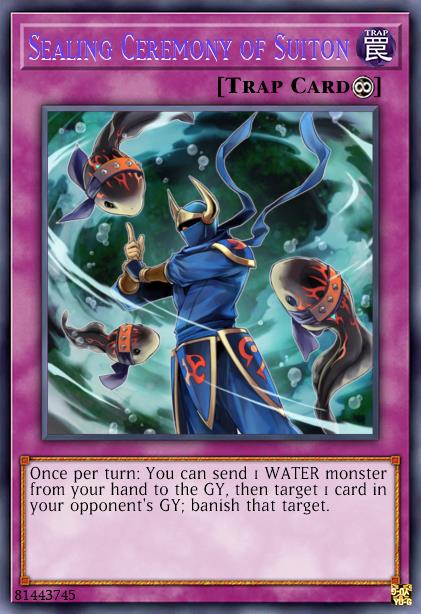 Sealing Ceremony of Suiton
TRAP
罠
[Trap Card]
Once per turn: You can send 1 WATER monster
from your hand to the GY, then target 1 card in
your opponent's GY; banish that target.
81443745